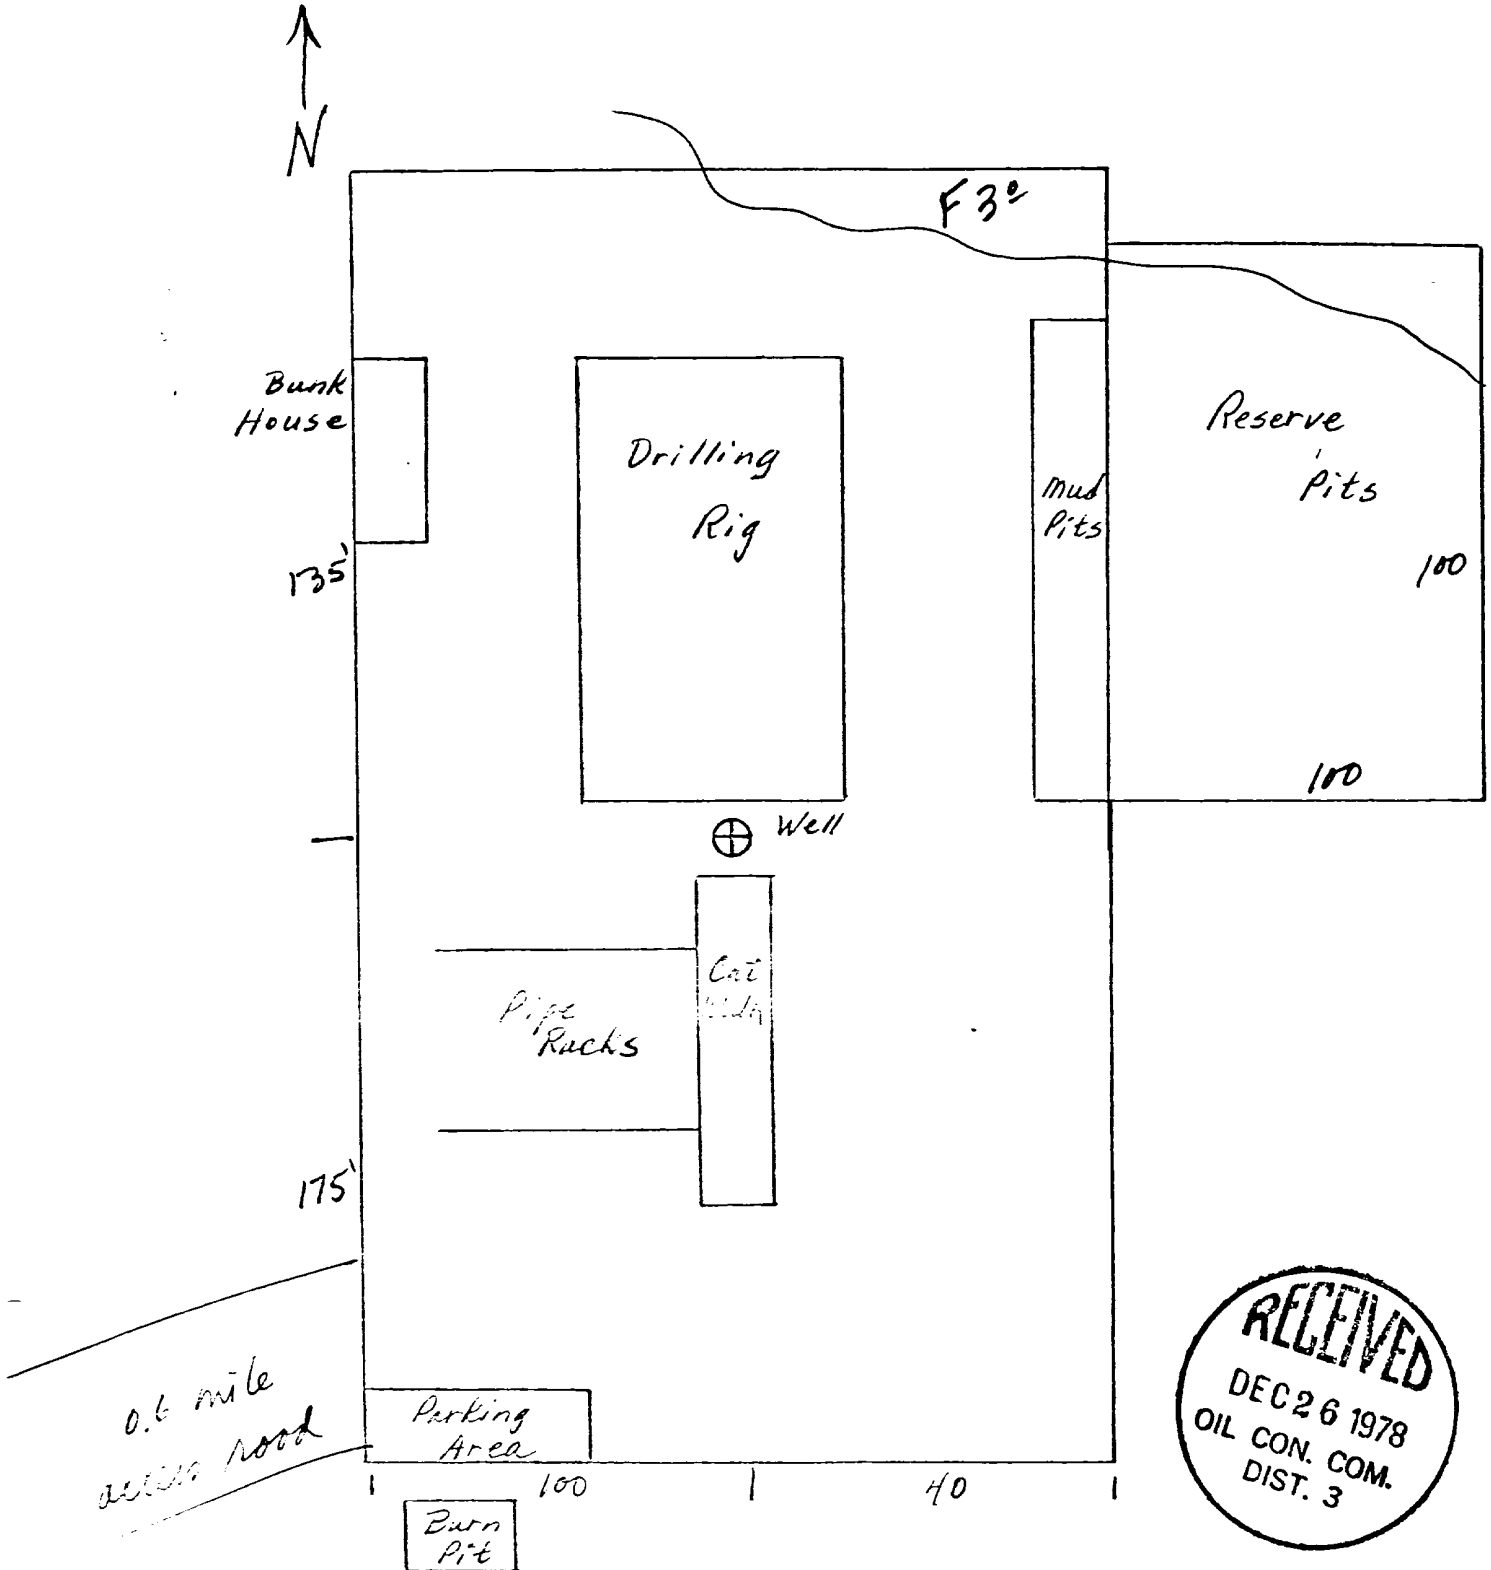 N
F 3°
Bunk
House
Drilling
Rig
Mud
Pits
Reserve
Pits
100
135'
100
Well
Cat
Pipe
Racks
175'
0.6 mile
access road
Parking
Area
100
40
Burn
Pit
RECEIVED
DEC 26 1978
OIL CON. COM.
DIST. 3